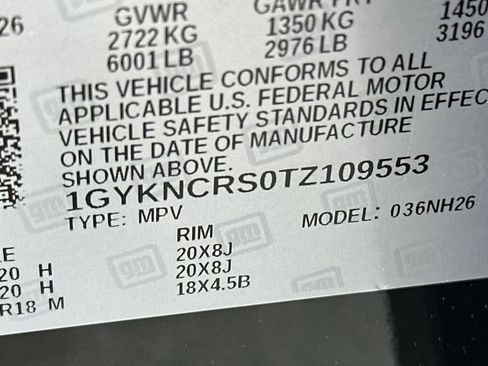 26 GVWR GAWR FRT
2722 KG 1350 KG 1450
6001 LB 2976 LB 3196
THIS VEHICLE CONFORMS TO ALL
APPLICABLE U.S. FEDERAL MOTOR
VEHICLE SAFETY STANDARDS IN EFFEC
ON THE DATE OF MANUFACTURE
SHOWN ABOVE.
1GYKNCRS0TZ109553
TYPE: MPV MODEL: 036NH26
LE RIM
20 H 20X8J
20 H 20X8J
R18 M 18X4.5B
gm